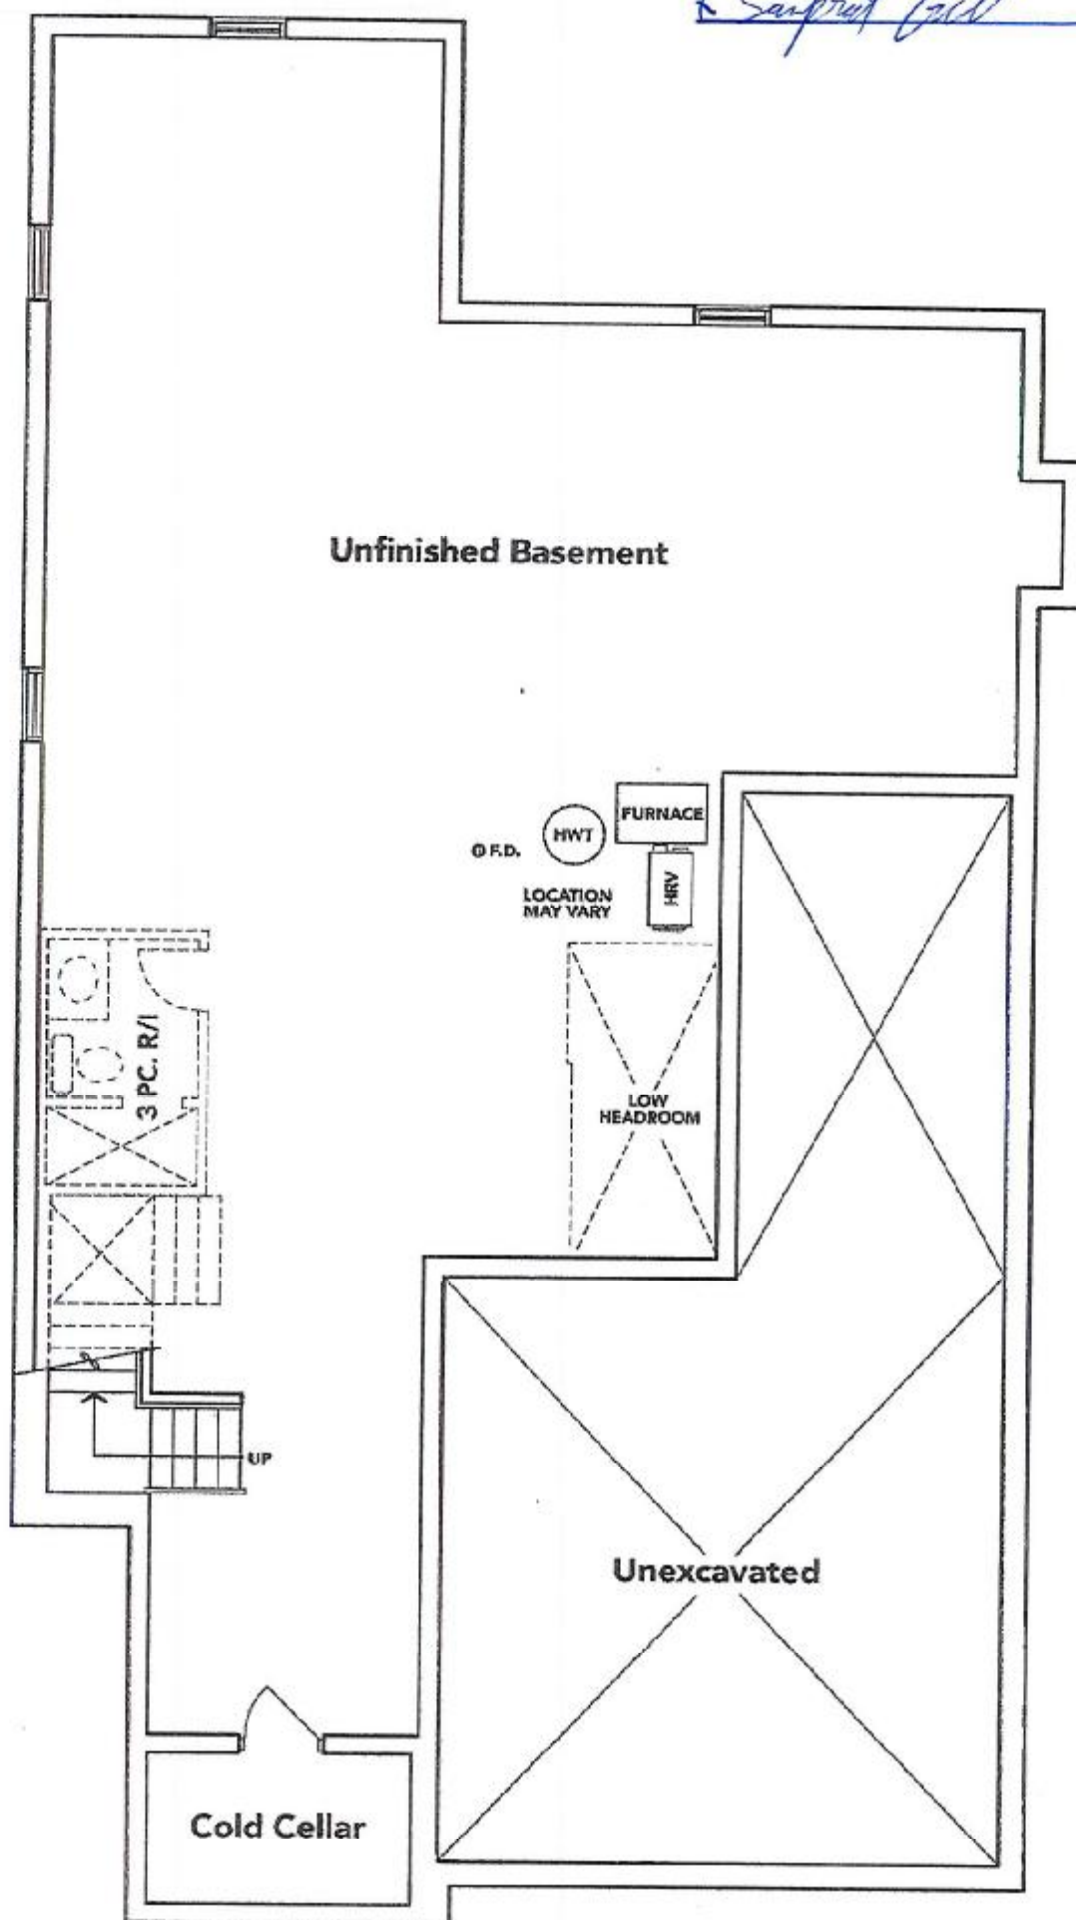 Unfinished Basement
FURNACE
HWT
F.D.
HRV
LOCATION
MAY VARY
3 PC. R/I
LOW
HEADROOM
UP
Unexcavated
Cold Cellar